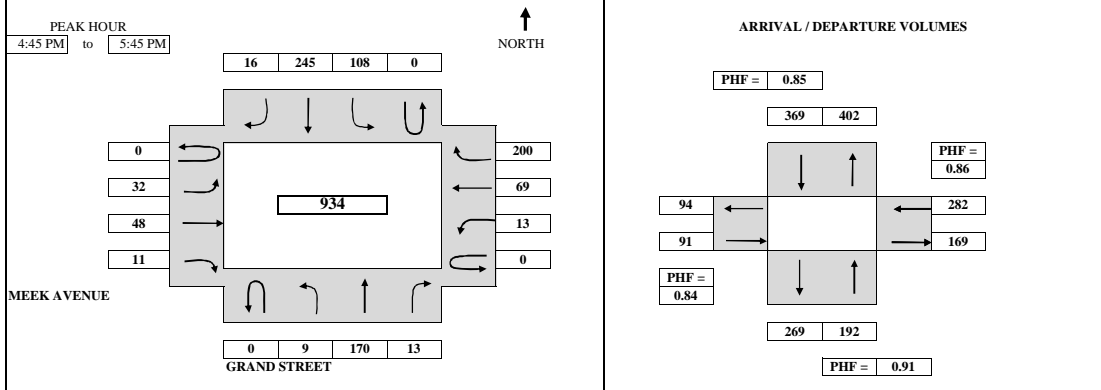 PEAK HOUR
4:45 PM to 5:45 PM
NORTH
16 245 108 0
0
32
48
11
934
200
69
13
0
MEEK AVENUE
0 9 170 13
GRAND STREET
ARRIVAL / DEPARTURE VOLUMES
PHF = 0.85
369 402
PHF =
0.86
94
91
282
169
PHF =
0.84
269 192
PHF = 0.91